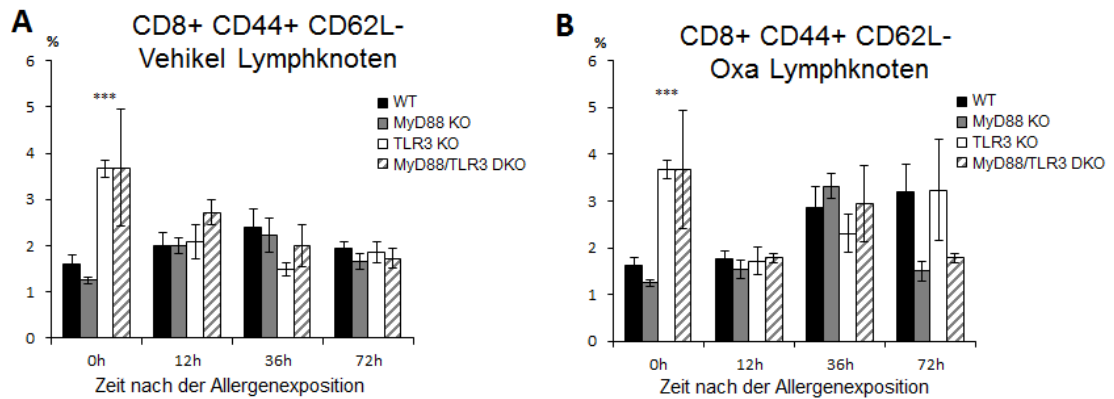 A
CD8+ CD44+ CD62L-
Vehikel Lymphknoten
%
6
5
4
3
2
1
0
***
WT
MyD88 KO
TLR3 KO
MyD88/TLR3 DKO
0h 12h 36h 72h
Zeit nach der Allergenexposition
B
CD8+ CD44+ CD62L-
Oxa Lymphknoten
%
6
5
4
3
2
1
0
***
WT
MyD88 KO
TLR3 KO
MyD88/TLR3 DKO
0h 12h 36h 72h
Zeit nach der Allergenexposition